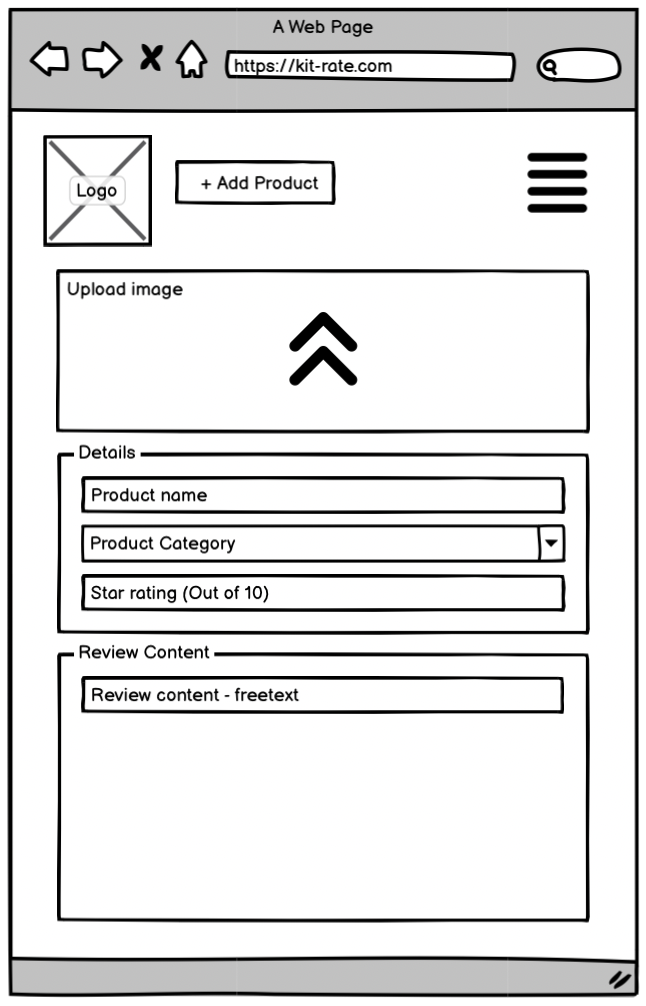 A Web Page
https://kit-rate.com
Logo
+ Add Product
Upload image
Details
Product name
Product Category
Star rating (Out of 10)
Review Content
Review content - freetext